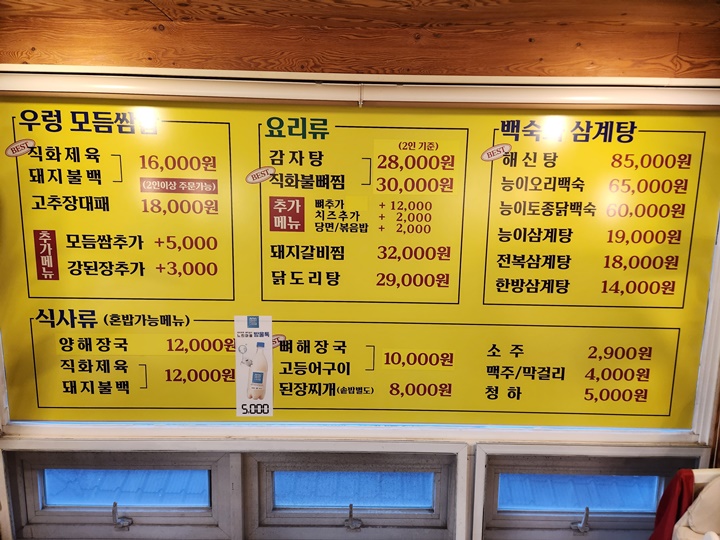 우렁 모듬쌈밥
BEST
직화제육
돼지불백
16,000원
(2인이상 주문가능)
고추장대패 18,000원
추가메뉴
모듬쌈추가 +5,000
강된장추가 +3,000
요리류
(2인 기준)
감자탕 28,000원
BEST
직화불뼈찜 30,000원
추가메뉴
뼈추가 + 12,000
치즈추가 + 2,000
당면/볶음밥 + 2,000
돼지갈비찜 32,000원
닭도리탕 29,000원
백숙 삼계탕
BEST
해신탕 85,000원
능이오리백숙 65,000원
능이토종닭백숙 60,000원
능이삼계탕 19,000원
전복삼계탕 18,000원
한방삼계탕 14,000원
식사류 (혼밥가능메뉴)
양해장국 12,000원
직화제육
돼지불백
12,000원
5,000
뼈해장국
고등어구이
10,000원
된장찌개(솥밥별도) 8,000원
소주 2,900원
맥주/막걸리 4,000원
청하 5,000원